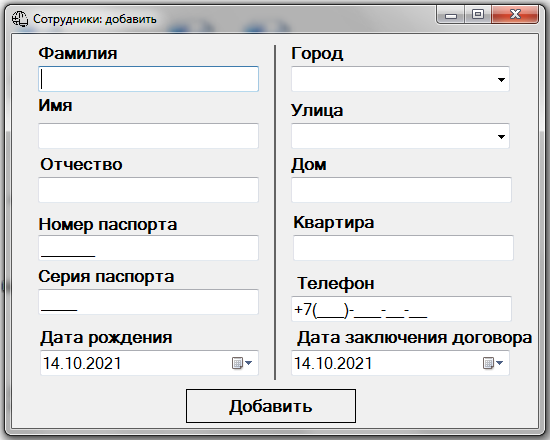 Сотрудники: добавить
Фамилия
Имя
Отчество
Номер паспорта
______
Серия паспорта
____
Дата рождения
14.10.2021
Город
Улица
Дом
Квартира
Телефон
+7(___)-___-__-__
Дата заключения договора
14.10.2021
Добавить